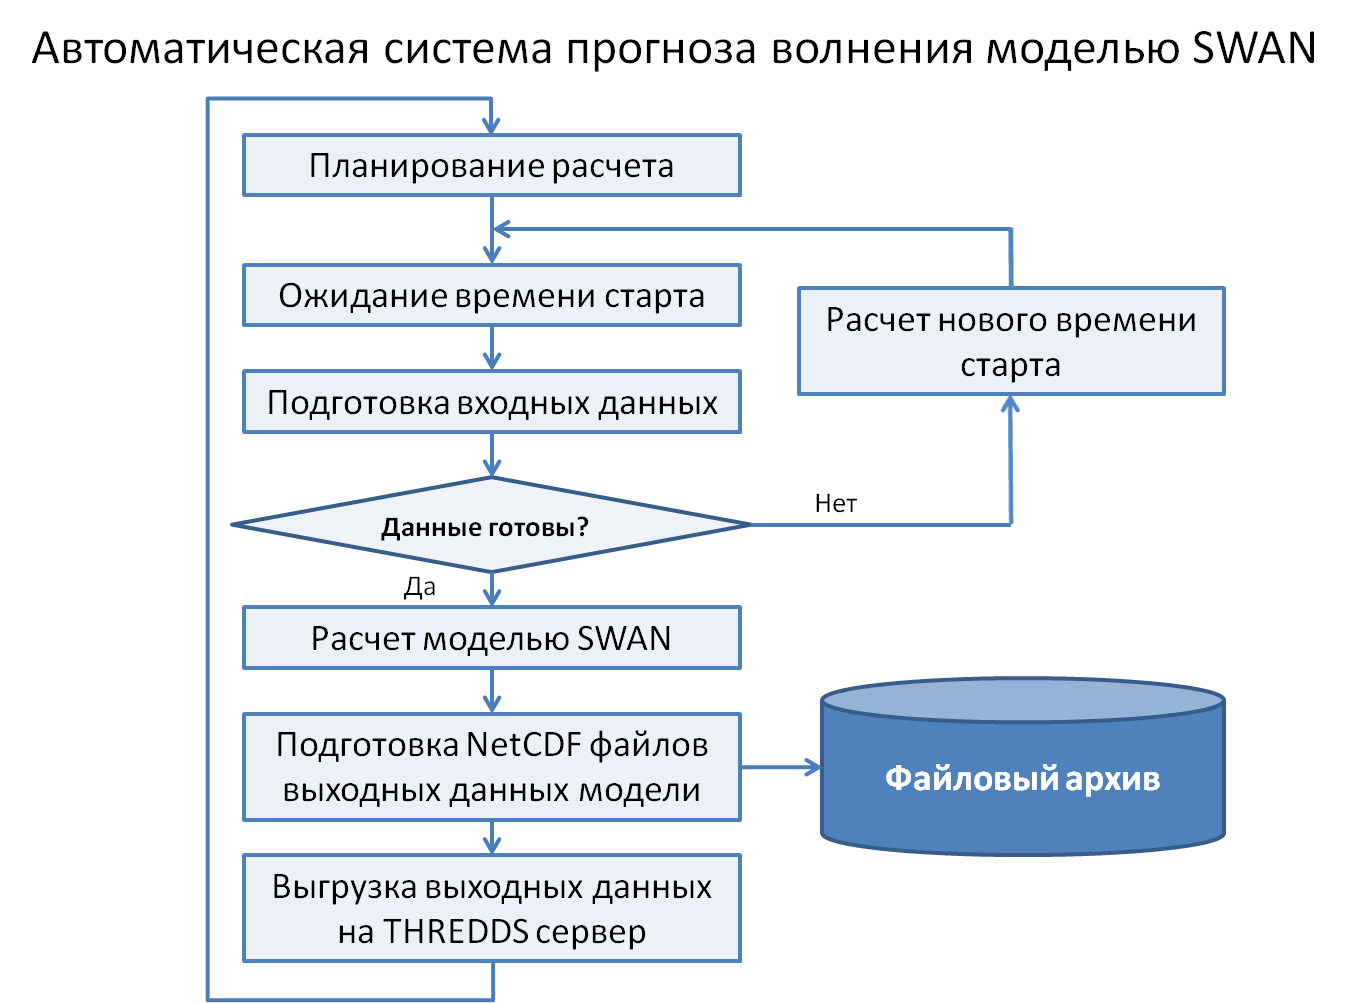 Автоматическая система прогноза волнения моделью SWAN
Планирование расчета
Ожидание времени старта
Расчет нового времени
старта
Подготовка входных данных
Данные готовы?
Нет
Да
Расчет моделью SWAN
Подготовка NetCDF файлов
выходных данных модели
Файловый архив
Выгрузка выходных данных
на THREDDS сервер